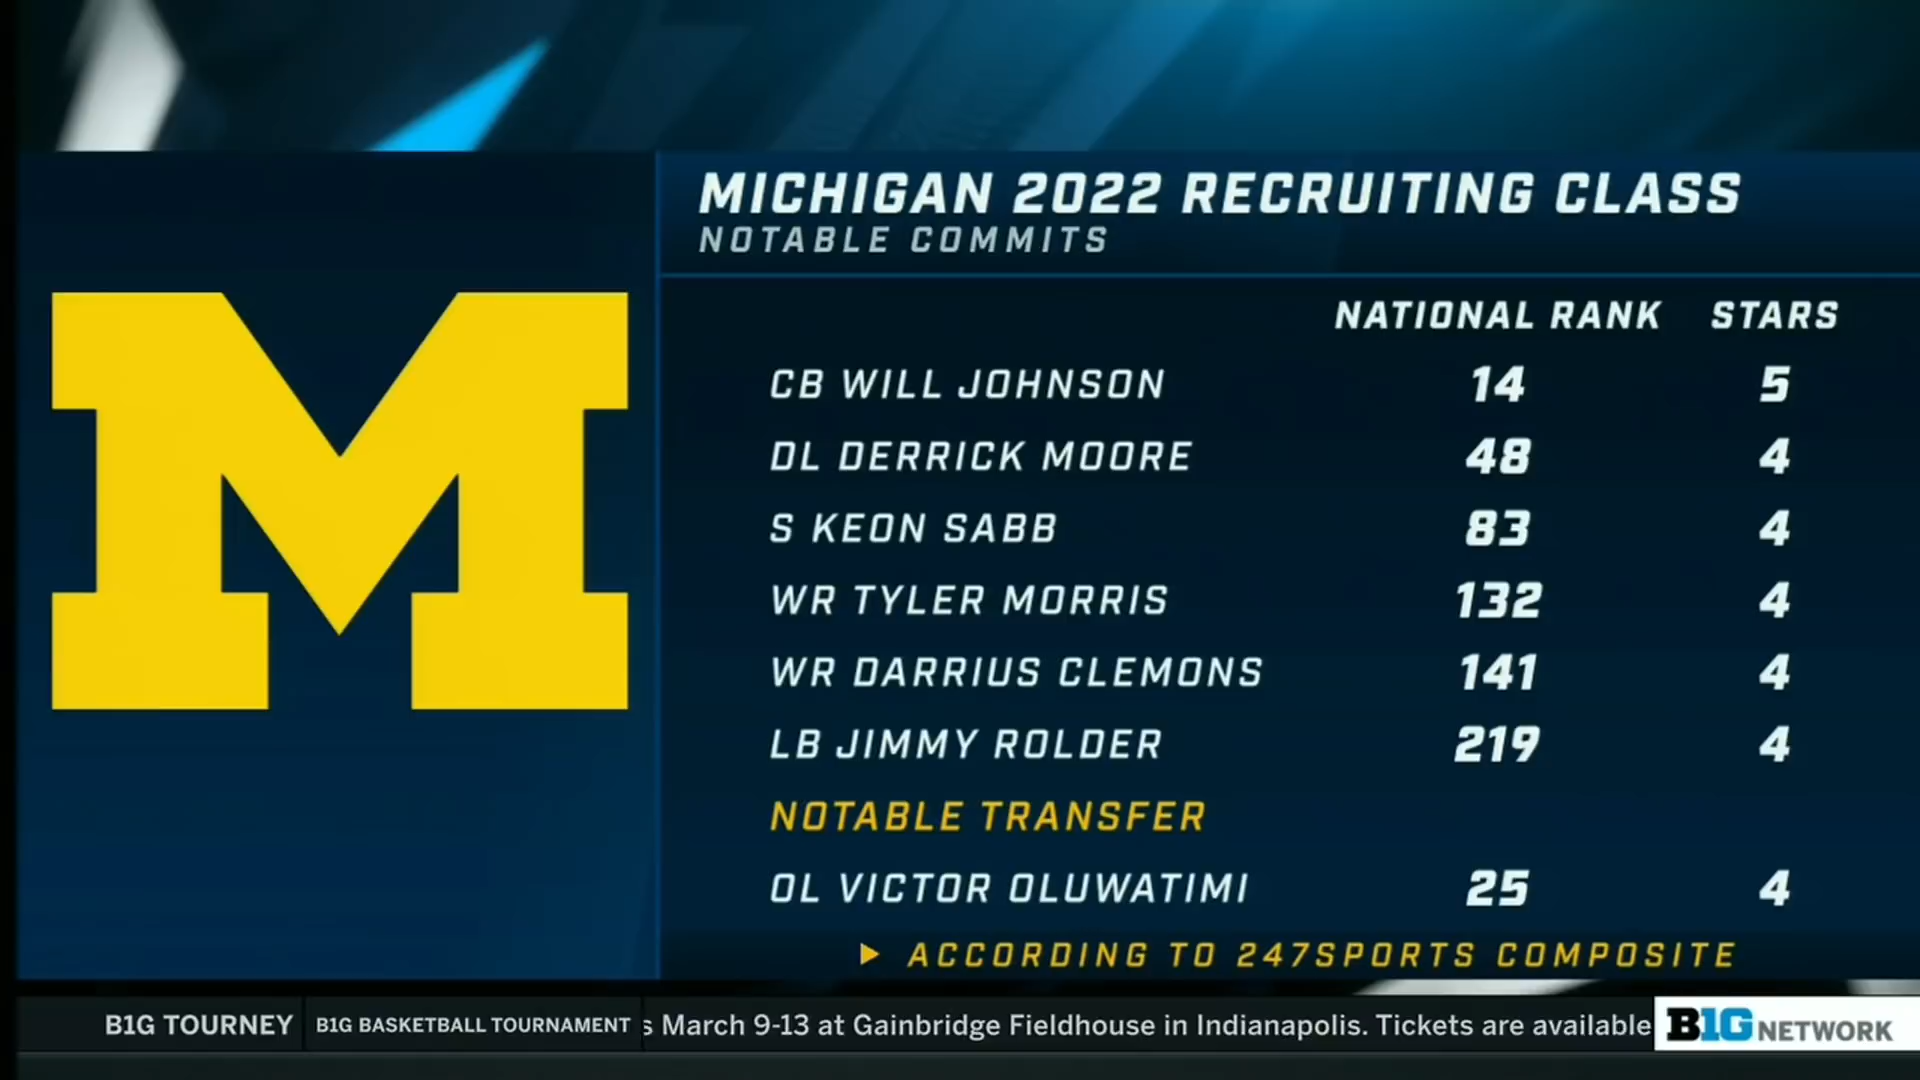 M
MICHIGAN 2022 RECRUITING CLASS
NOTABLE COMMITS
NATIONAL RANK STARS
CB WILL JOHNSON 14 5
DL DERRICK MOORE 48 4
S KEON SABB 83 4
WR TYLER MORRIS 132 4
WR DARRIUS CLEMONS 141 4
LB JIMMY ROLDER 219 4
NOTABLE TRANSFER
OL VICTOR OLUWATIMI 25 4
ACCORDING TO 247SPORTS COMPOSITE
B1G TOURNEY B1G BASKETBALL TOURNAMENT s March 9-13 at Gainbridge Fieldhouse in Indianapolis. Tickets are available B1G NETWORK